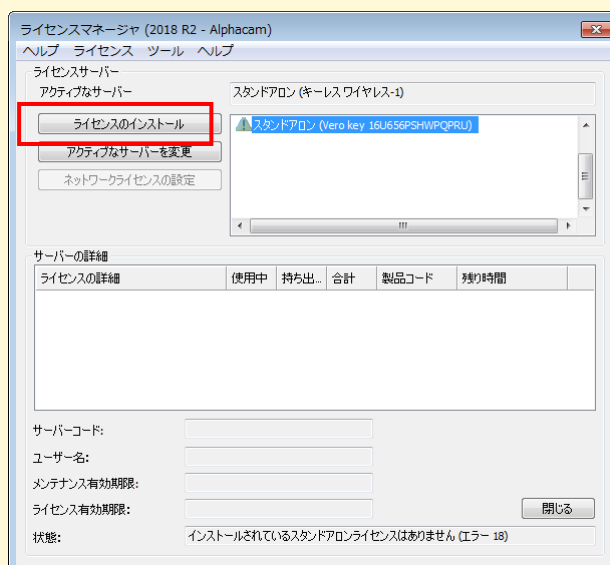 ライセンスマネージャ (2018 R2 - Alphacam)
ヘルプ ライセンス ツール ヘルプ
ライセンスサーバー
アクティブなサーバー スタンドアロン (キーレス ワイヤレス-1)
ライセンスのインストール
スタンドアロン (Vero key 16U656PSHWPQPRU)
アクティブなサーバーを変更
ネットワークライセンスの設定
サーバーの詳細
ライセンスの詳細 使用中 持ち出... 合計 製品コード 残り時間
サーバーコード:
ユーザー名:
メンテナンス有効期限:
ライセンス有効期限:
閉じる
状態: インストールされているスタンドアロンライセンスはありません (エラー 18)